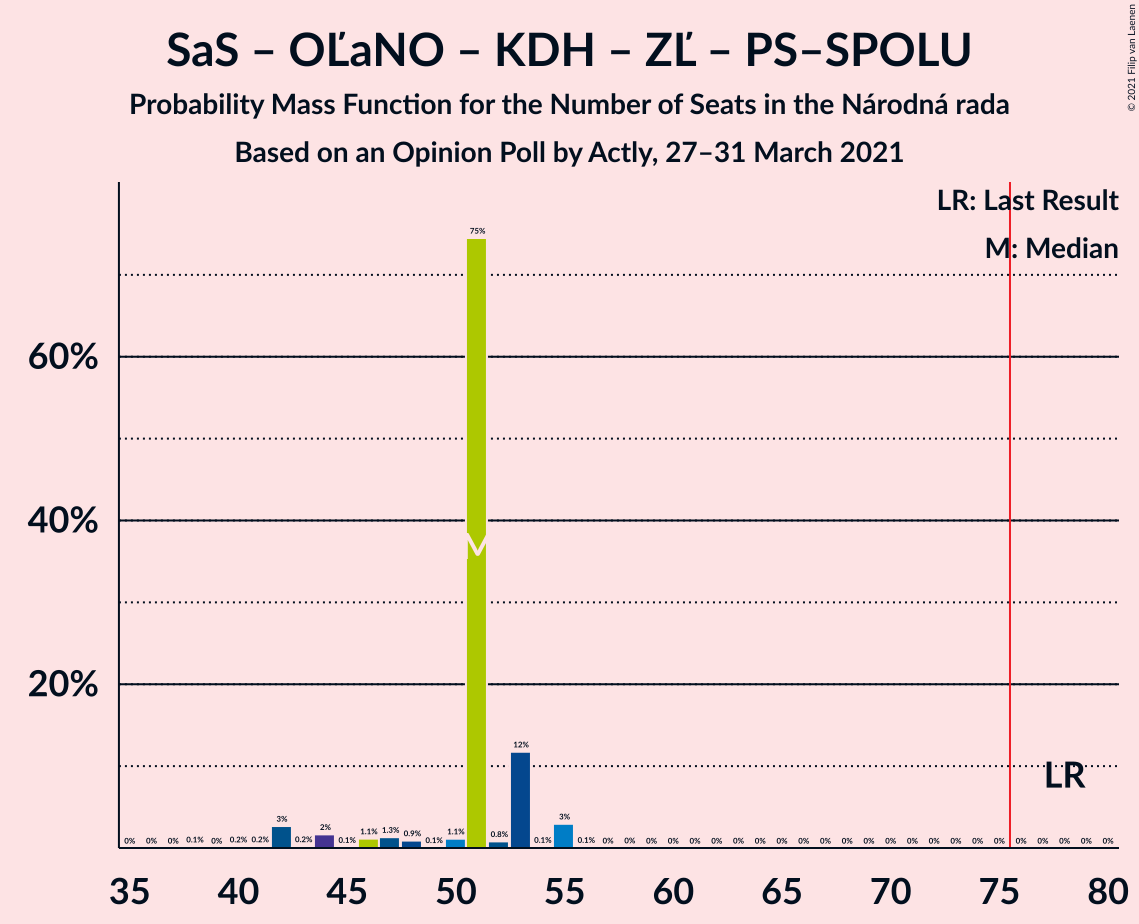 SaS – OĽaNO – KDH – ZĽ – PS–SPOLU
Probability Mass Function for the Number of Seats in the Národná rada
Based on an Opinion Poll by Actly, 27–31 March 2021
© 2021 Filip van Laenen
LR: Last Result
M: Median
75%
60%
40%
M
20%
12%
LR
0% 0% 0% 0.1% 0% 0.2% 0.2% 3% 0.2% 2% 0.1% 1.1% 1.3% 0.9% 0.1% 1.1% 0.8% 0.1% 3% 0.1% 0% 0% 0% 0% 0% 0% 0% 0% 0% 0% 0% 0% 0% 0% 0% 0% 0% 0% 0% 0% 0% 0% 0% 0%
35 40 45 50 55 60 65 70 75 80